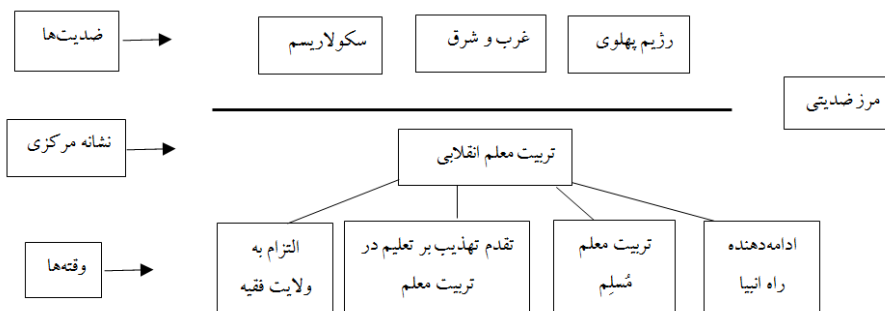 رژیم پهلوی
غرب و شرق
سکولاریسم
ضدیت‌ها
مرز ضدیتی
تربیت معلم انقلابی
نشانه مرکزی
ادامه‌دهنده
راه انبیا
تربیت معلم
مُسلِم
تقدم تهذیب بر تعلیم در
تربیت معلم
التزام به
ولایت فقیه
وقته‌ها